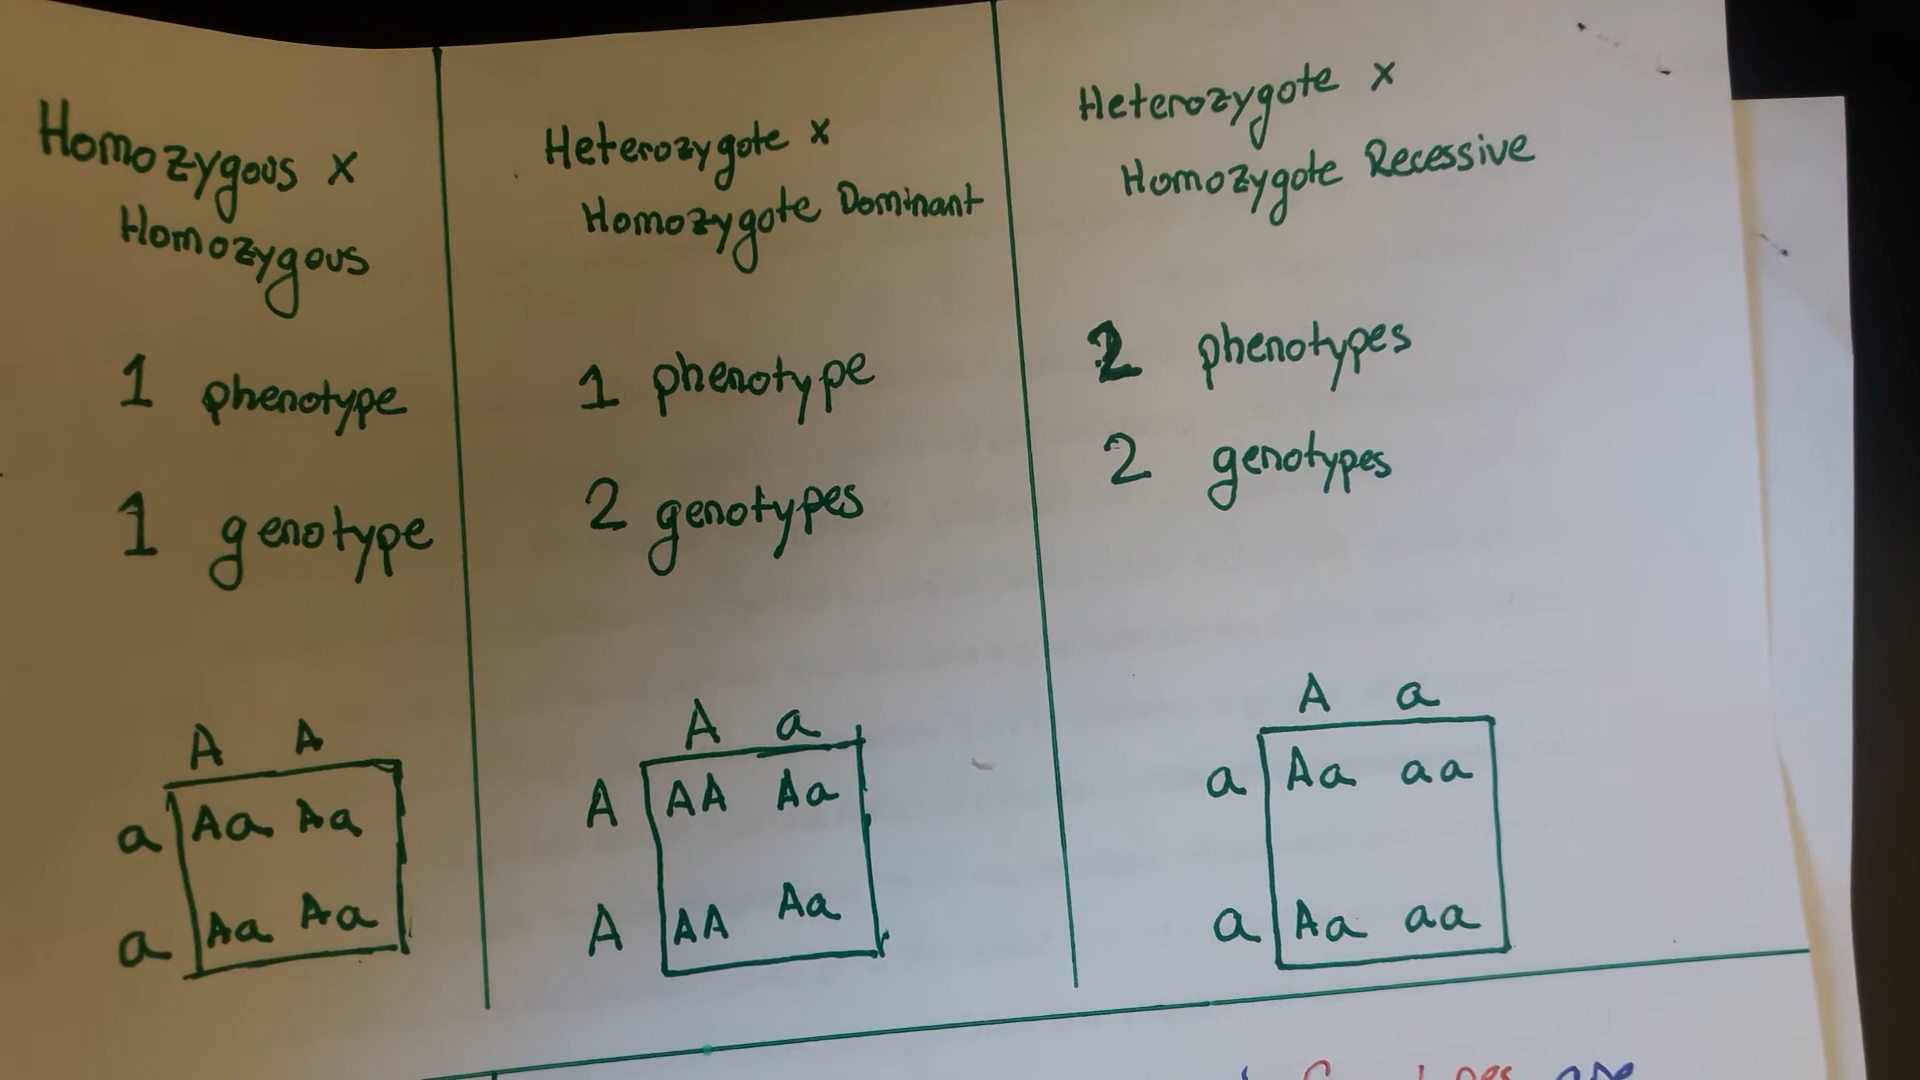 Homozygous x
Homozygous
1 phenotype
1 genotype
A A
a Aa Aa
a Aa Aa
Heterozygote x
Homozygote Dominant
1 phenotype
2 genotypes
A a
A AA Aa
A AA Aa
Heterozygote x
Homozygote Recessive
2 phenotypes
2 genotypes
A a
a Aa aa
a Aa aa
are